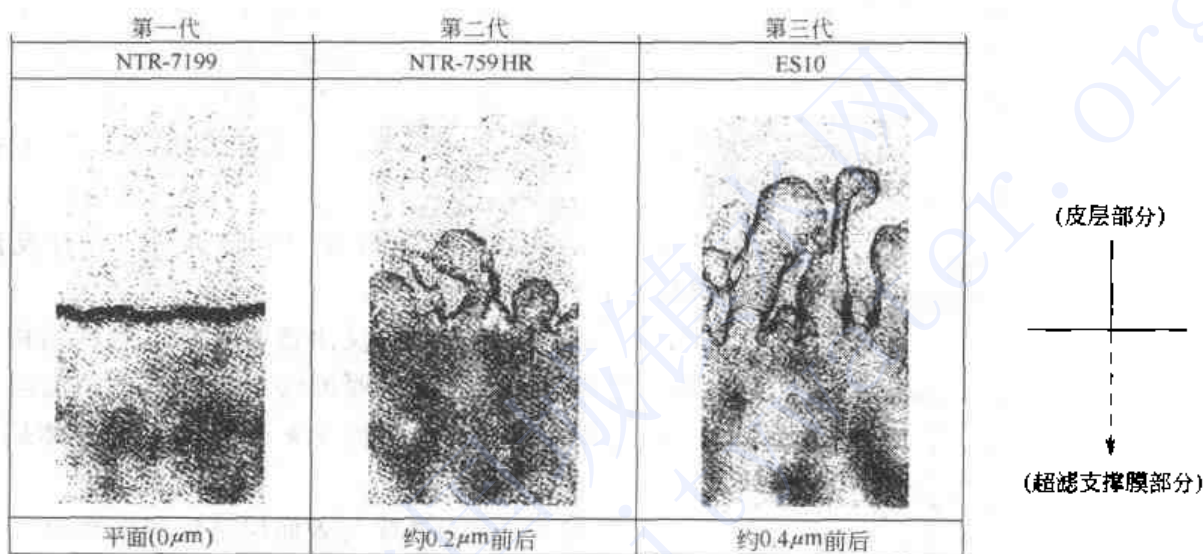 第一代 第二代 第三代
NTR-7199 NTR-759HR ES10
(皮层部分)
(超滤支撑膜部分)
平面(0μm) 约0.2μm前后 约0.4μm前后